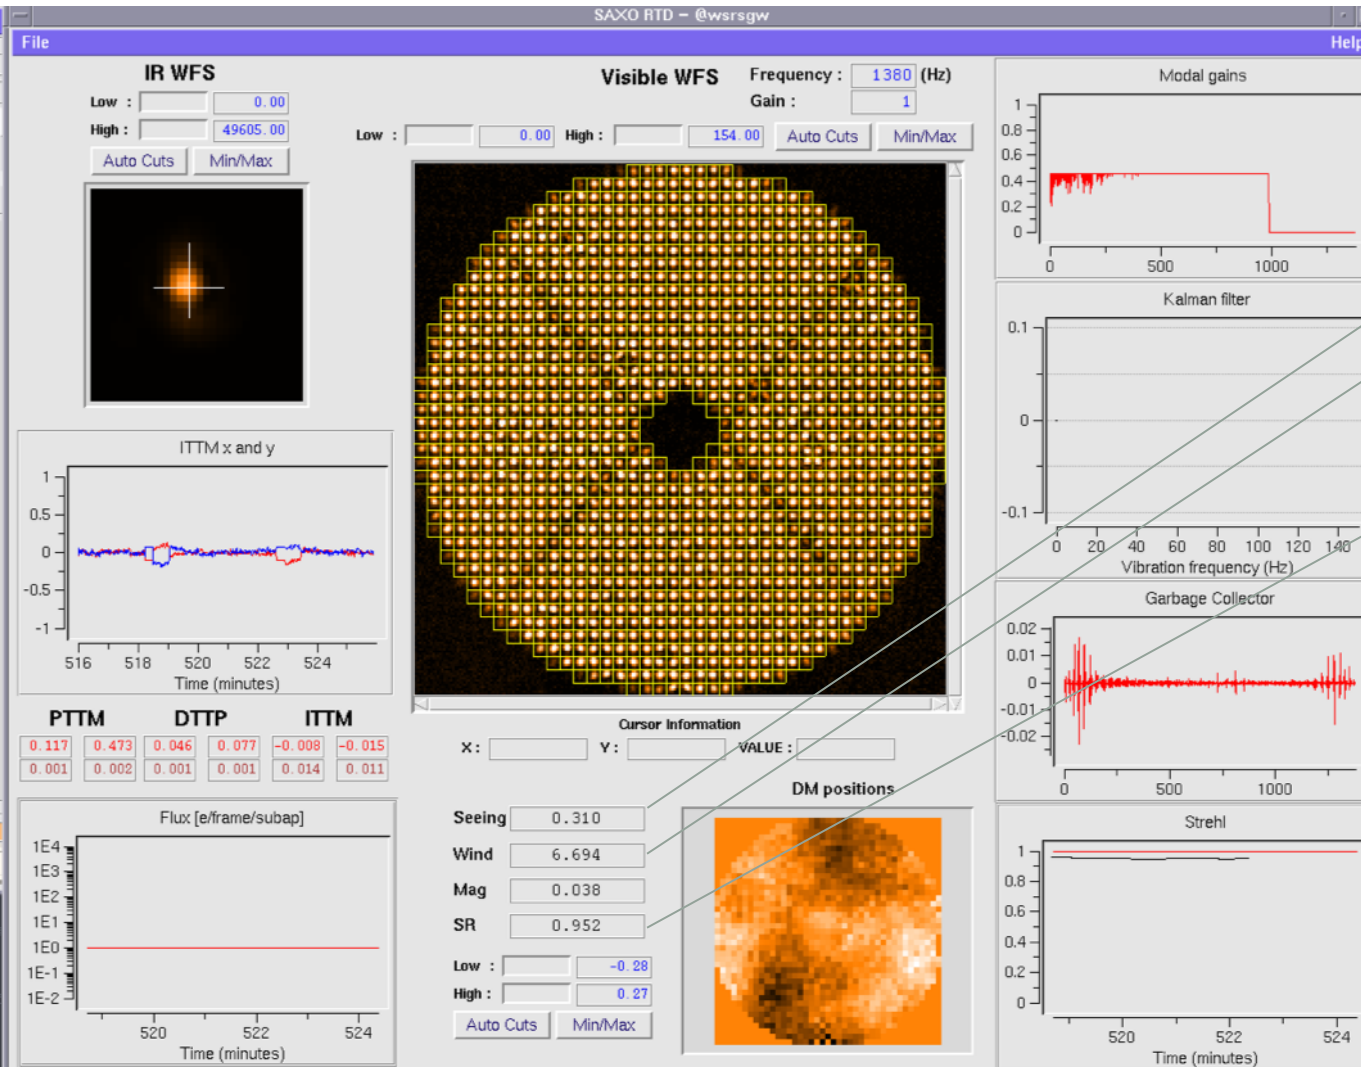 SAXO RTD – @wsrsgw
File Help
IR WFS
Low : 0.00
High : 49605.00
Auto Cuts Min/Max
Visible WFS Frequency : 1380 (Hz)
Gain : 1
Low : 0.00 High : 154.00 Auto Cuts Min/Max
ITTM x and y
1
0.5
0
-0.5
-1
516 518 520 522 524
Time (minutes)
PTTM DTTP ITTM
0.117 0.473 0.046 0.077 -0.008 -0.015
0.001 0.002 0.001 0.001 0.014 0.011
Flux [e/frame/subap]
1E4
1E3
1E2
1E1
1E0
1E-1
1E-2
520 522 524
Time (minutes)
Cursor Information
X : Y : VALUE :
Seeing 0.310
Wind 6.694
Mag 0.038
SR 0.952
Low : -0.28
High : 0.27
Auto Cuts Min/Max
DM positions
Modal gains
1
0.8
0.6
0.4
0.2
0
0 500 1000
Kalman filter
0.1
0
-0.1
0 20 40 60 80 100 120 140
Vibration frequency (Hz)
Garbage Collector
0.02
0.01
0
-0.01
-0.02
0 500 1000
Strehl
1
0.8
0.6
0.4
0.2
0
520 522 524
Time (minutes)